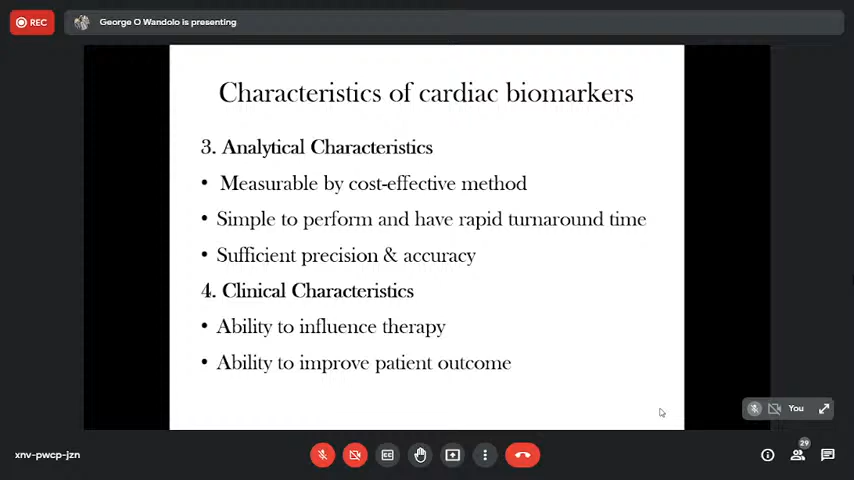 REC
George O Wandolo is presenting
Characteristics of cardiac biomarkers
3. Analytical Characteristics
• Measurable by cost-effective method
• Simple to perform and have rapid turnaround time
• Sufficient precision & accuracy
4. Clinical Characteristics
• Ability to influence therapy
• Ability to improve patient outcome
You
29
xnv-pwcp-jzn
CC